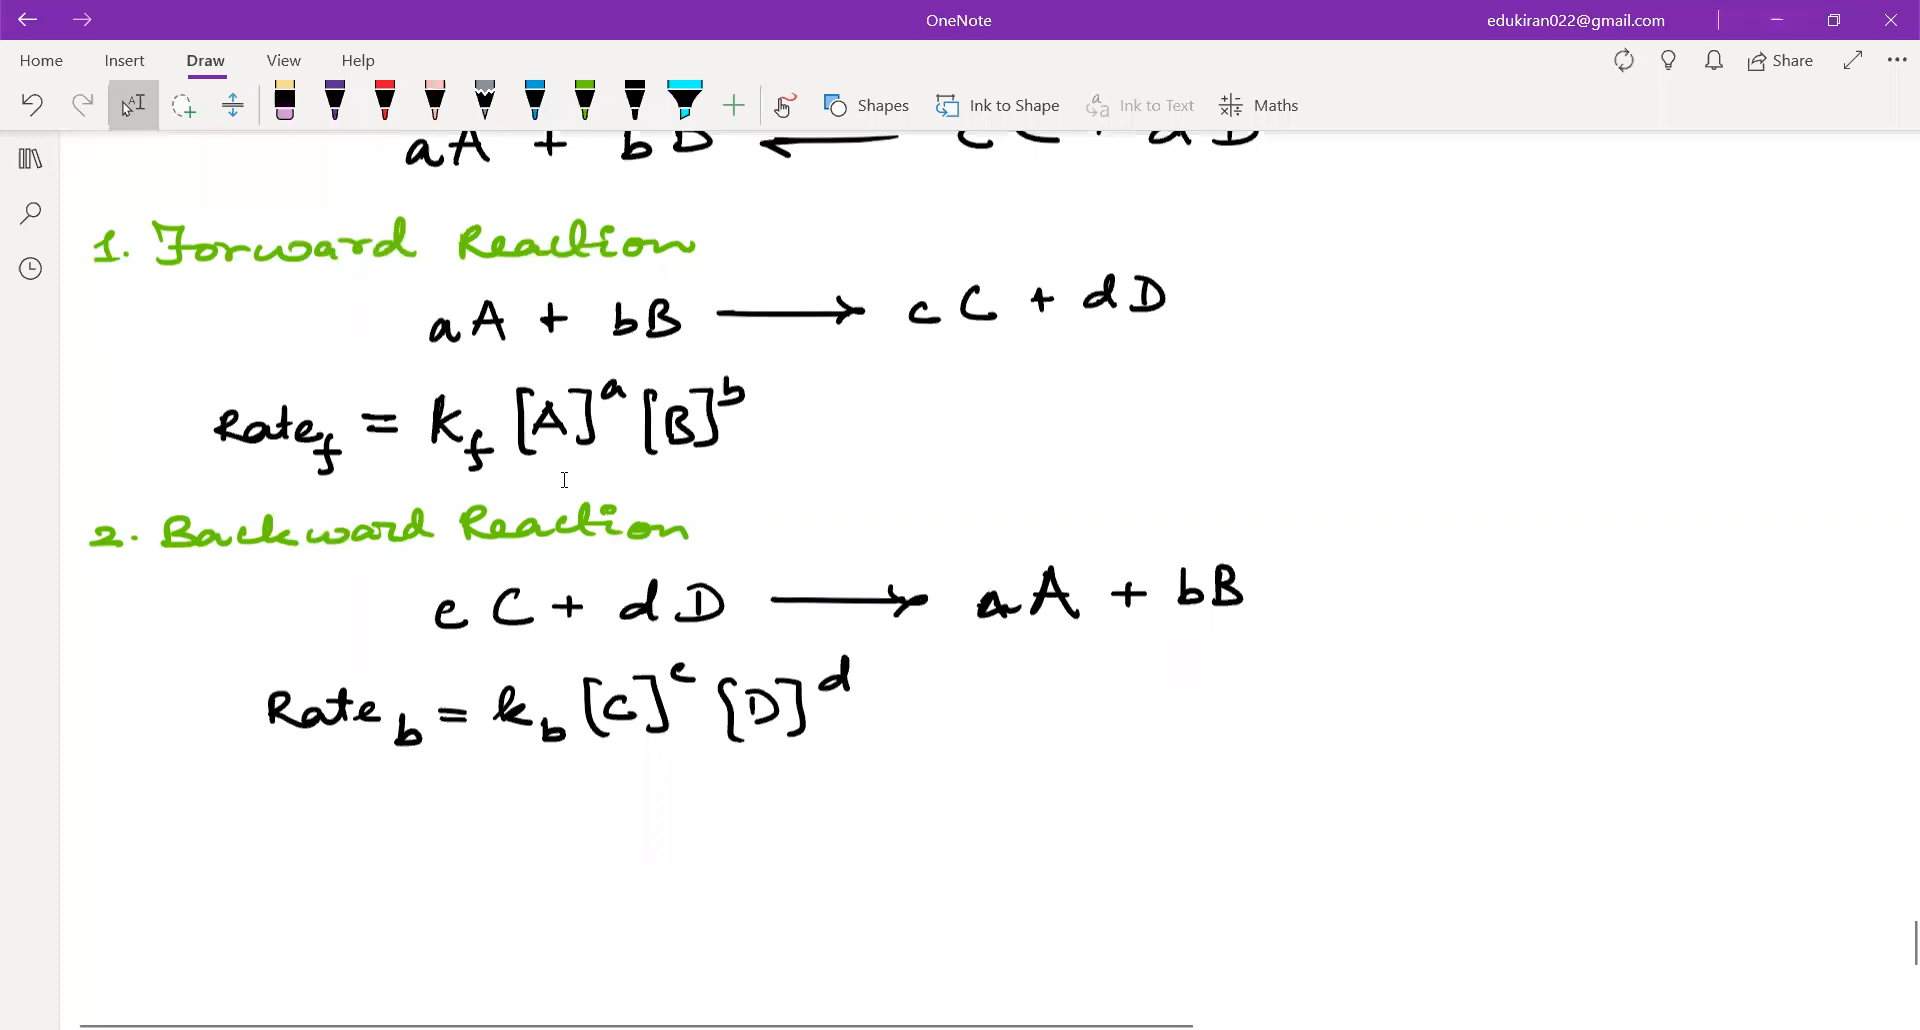 OneNote
edukiran022@gmail.com
Home Insert Draw View Help Share
Shapes Ink to Shape Ink to Text Maths
aA + bB ← cC + dD
1. Forward Reaction
aA + bB → cC + dD
Rate_f = k_f [A]^a [B]^b
2. Backward Reaction
cC + dD → aA + bB
Rate_b = k_b [C]^c [D]^d